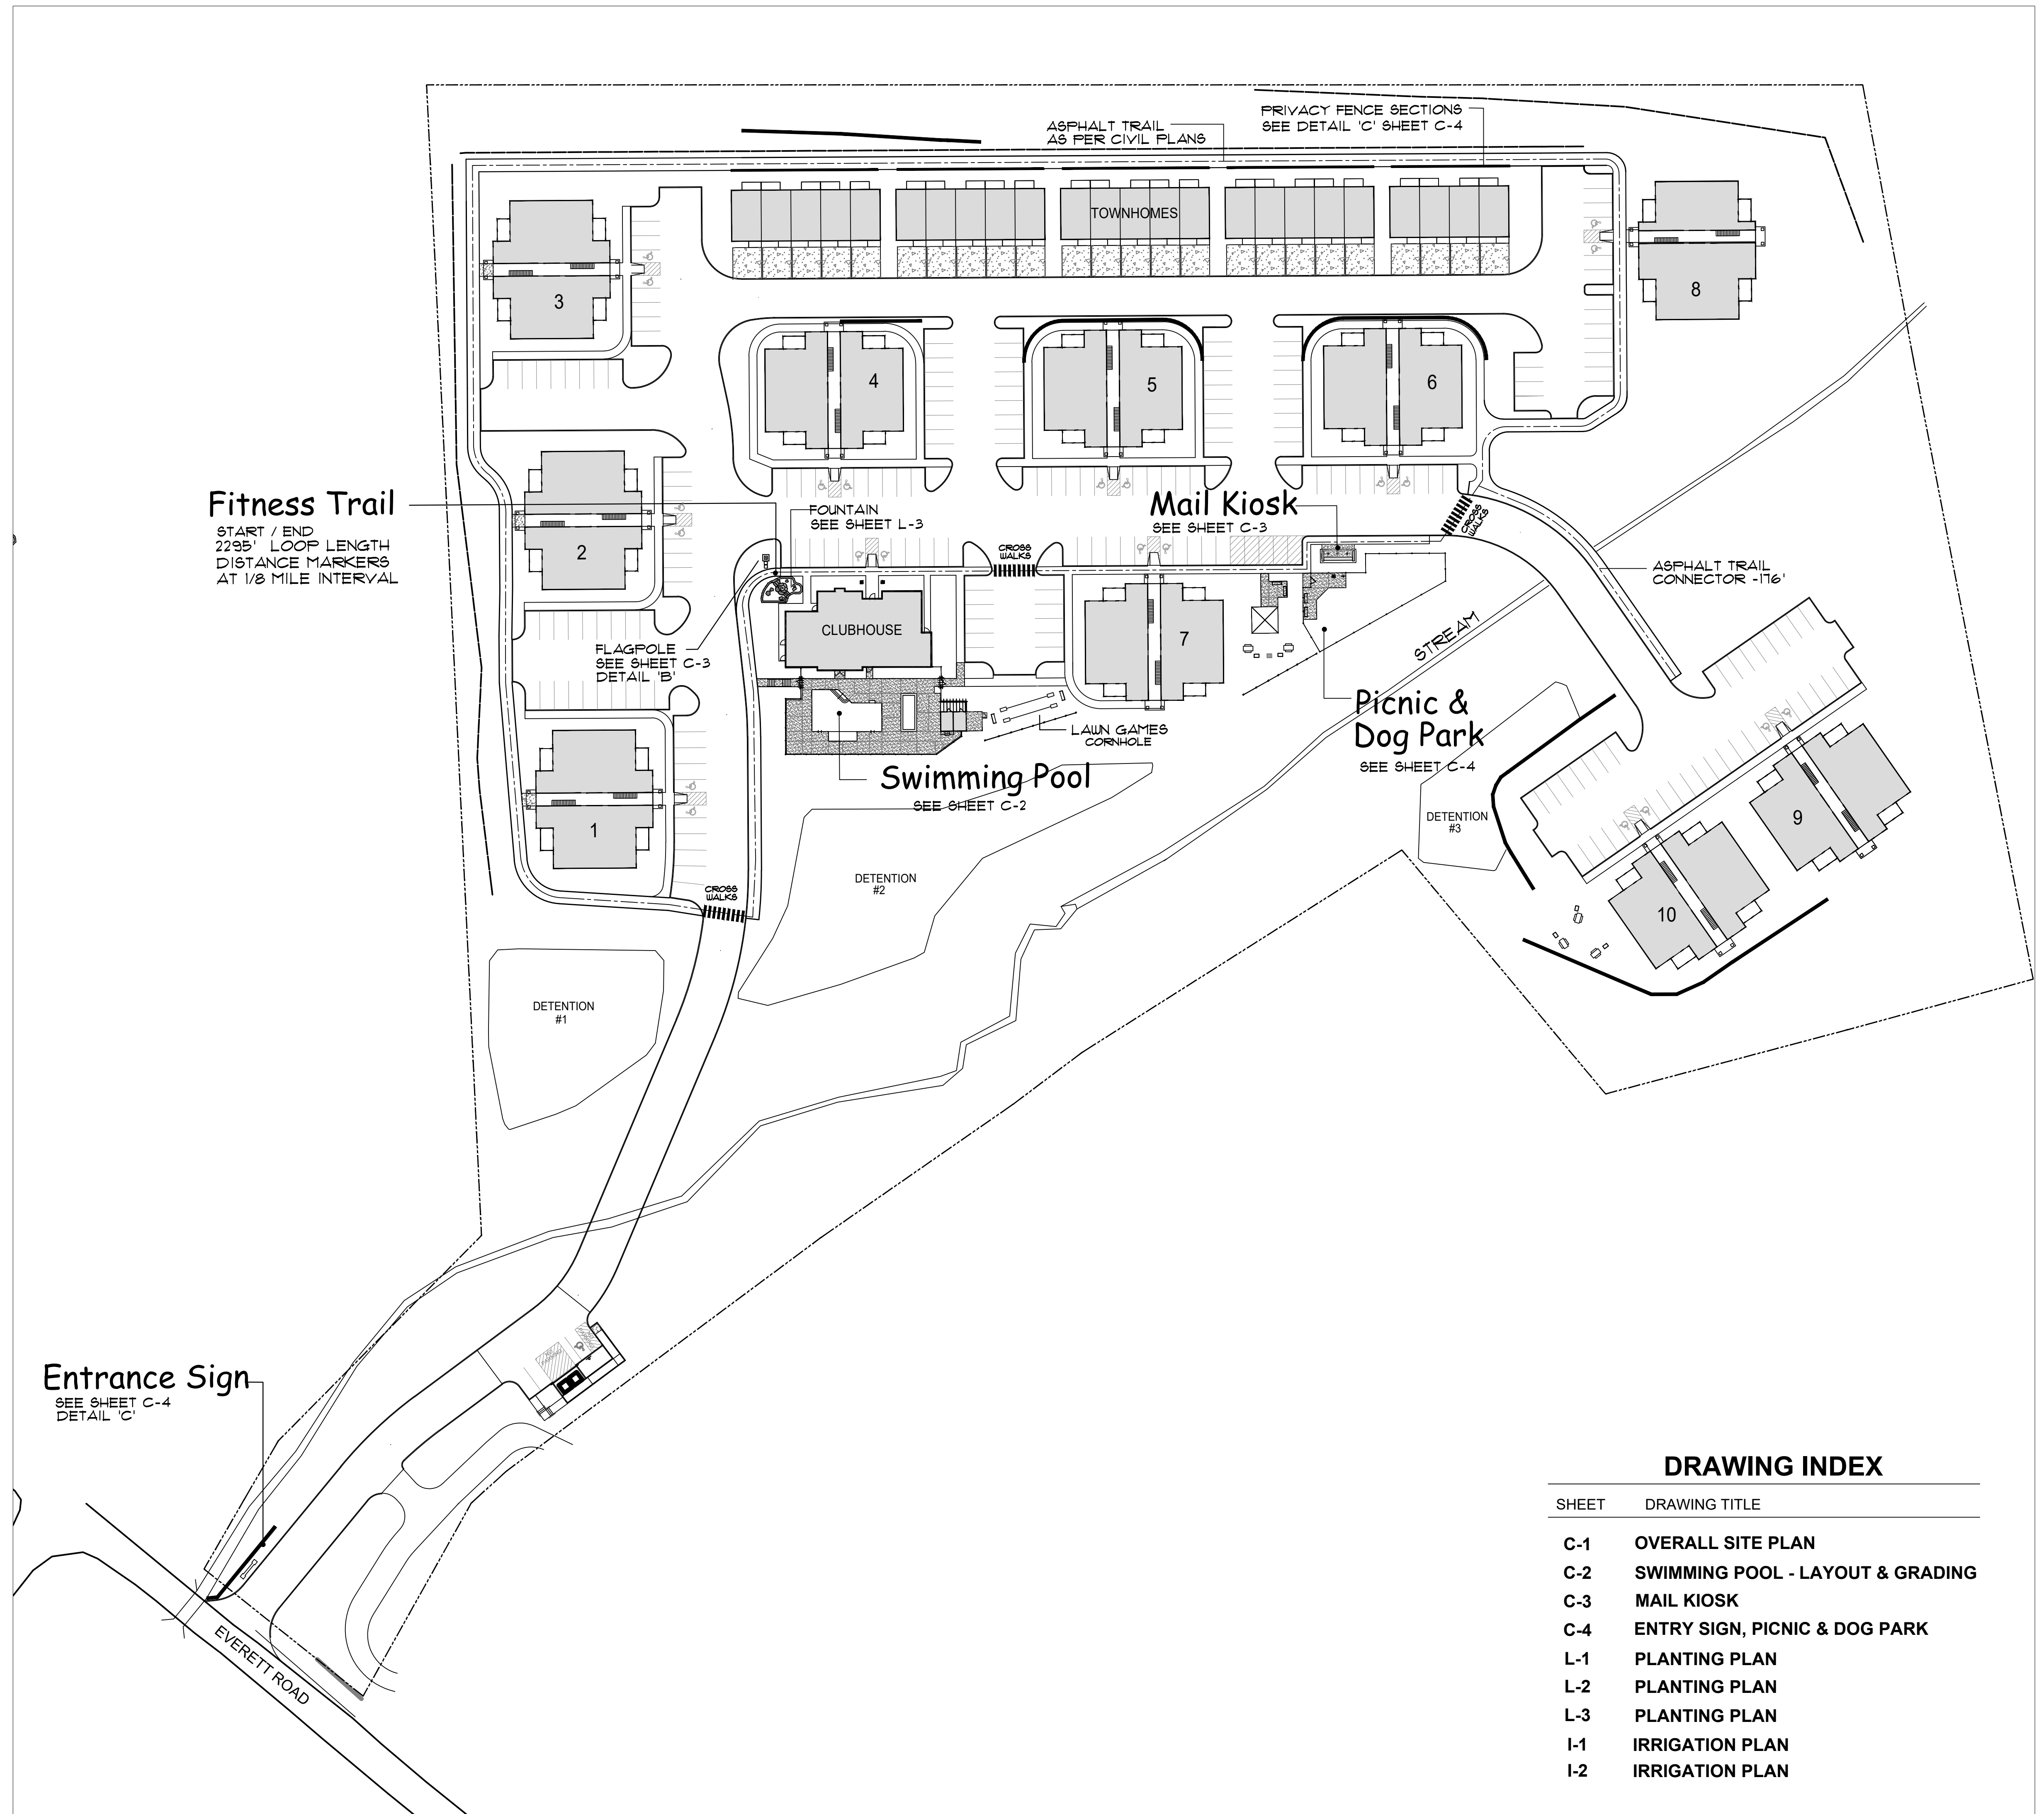 PRIVACY FENCE SECTIONS
SEE DETAIL 'C' SHEET C-4
ASPHALT TRAIL
AS PER CIVIL PLANS
TOWNHOMES
3
8
4
5
6
Fitness Trail
START / END
2295' LOOP LENGTH
DISTANCE MARKERS
AT 1/8 MILE INTERVAL
2
FOUNTAIN
SEE SHEET L-3
Mail Kiosk
SEE SHEET C-3
CROSS
WALKS
CROSS
WALKS
ASPHALT TRAIL
CONNECTOR -176'
CLUBHOUSE
7
STREAM
FLAGPOLE
SEE SHEET C-3
DETAIL 'B'
Picnic &
Dog Park
SEE SHEET C-4
LAWN GAMES
CORNHOLE
Swimming Pool
SEE SHEET C-2
1
DETENTION
#3
9
10
DETENTION
#2
CROSS
WALKS
DETENTION
#1
Entrance Sign
SEE SHEET C-4
DETAIL 'C'
EVERETT ROAD
DRAWING INDEX
SHEET DRAWING TITLE
C-1 OVERALL SITE PLAN
C-2 SWIMMING POOL - LAYOUT & GRADING
C-3 MAIL KIOSK
C-4 ENTRY SIGN, PICNIC & DOG PARK
L-1 PLANTING PLAN
L-2 PLANTING PLAN
L-3 PLANTING PLAN
I-1 IRRIGATION PLAN
I-2 IRRIGATION PLAN